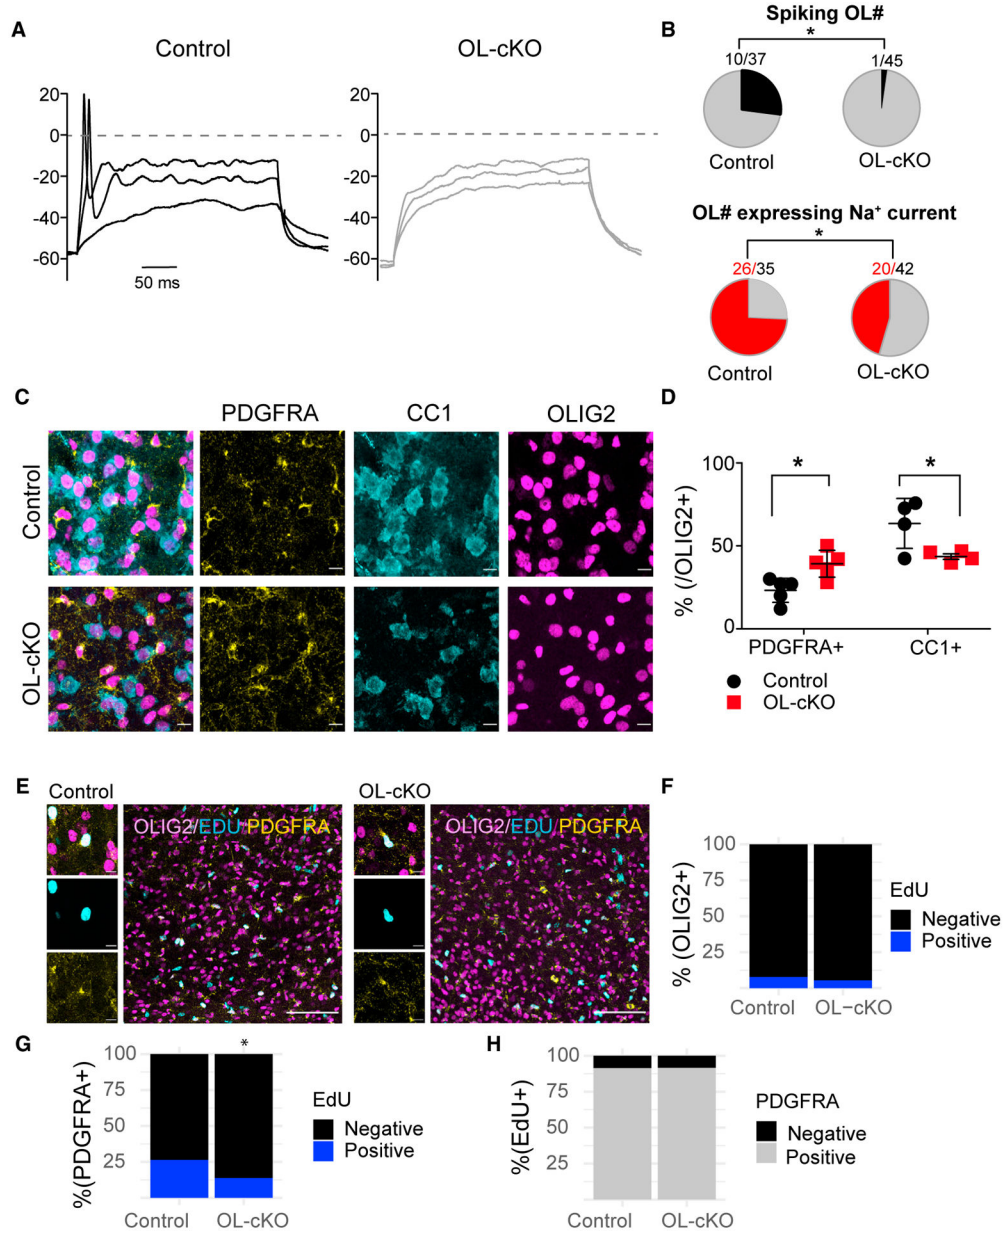 A
Control
OL-cKO
20
0
-20
-40
-60
50 ms
20
0
-20
-40
-60
B
Spiking OL#
*
10/37
1/45
Control
OL-cKO
OL# expressing Na⁺ current
*
26/35
20/42
Control
OL-cKO
C
PDGFRA
CC1
OLIG2
Control
OL-cKO
D
% (/OLIG2+)
100
50
0
*
*
PDGFRA+
CC1+
Control
OL-cKO
E
Control
OLIG2/EDU/PDGFRA
OL-cKO
OLIG2/EDU/PDGFRA
F
% (OLIG2+)
100
75
50
25
Control
OL−cKO
EdU
Negative
Positive
G
%(PDGFRA+)
100
75
50
25
*
Control
OL-cKO
EdU
Negative
Positive
H
%(EdU+)
100
75
50
25
Control
OL-cKO
PDGFRA
Negative
Positive